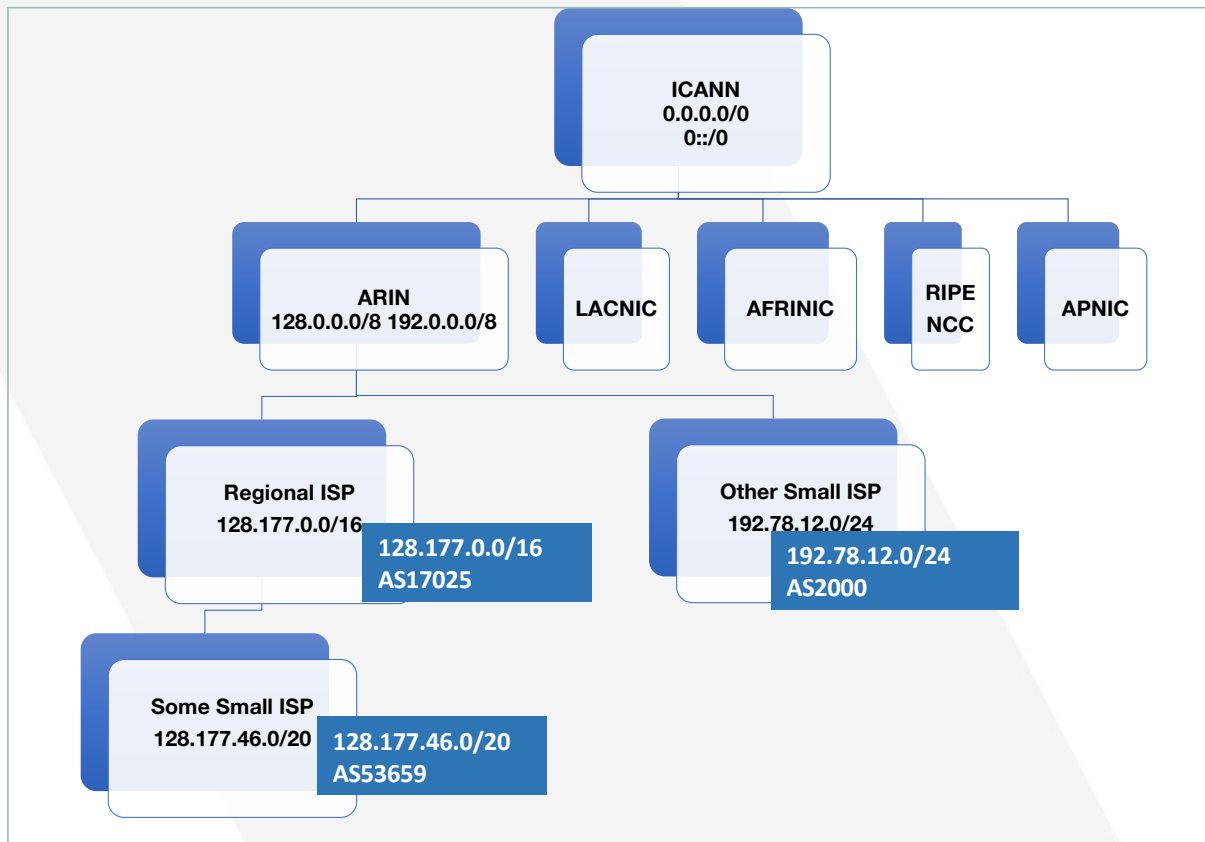 ICANN
0.0.0.0/0
0::/0
ARIN
128.0.0.0/8 192.0.0.0/8
LACNIC
AFRINIC
RIPE
NCC
APNIC
Regional ISP
128.177.0.0/16
128.177.0.0/16
AS17025
Other Small ISP
192.78.12.0/24
192.78.12.0/24
AS2000
Some Small ISP
128.177.46.0/20
128.177.46.0/20
AS53659